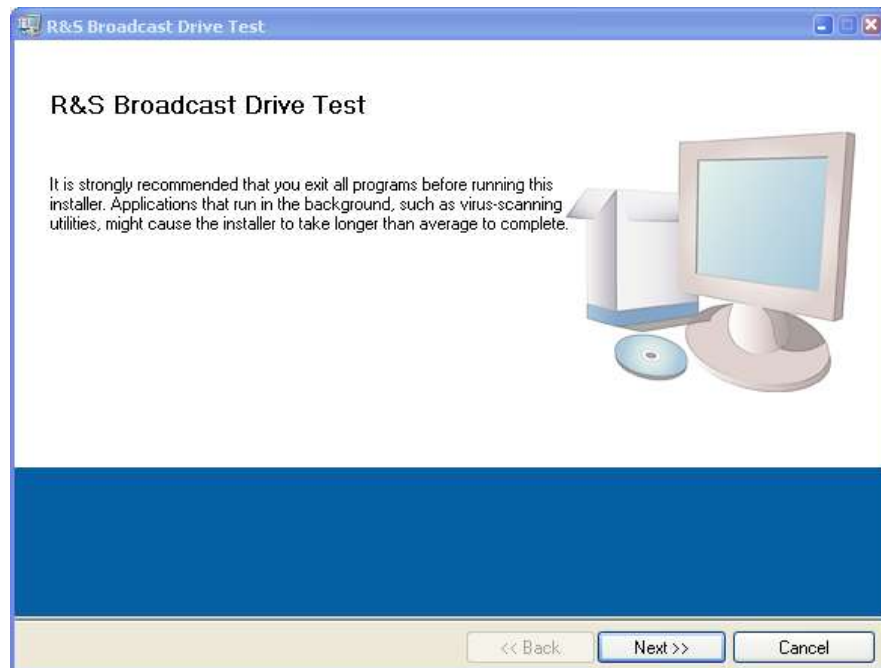 R&S Broadcast Drive Test
R&S Broadcast Drive Test
It is strongly recommended that you exit all programs before running this
installer. Applications that run in the background, such as virus-scanning
utilities, might cause the installer to take longer than average to complete.
<< Back
Next >>
Cancel